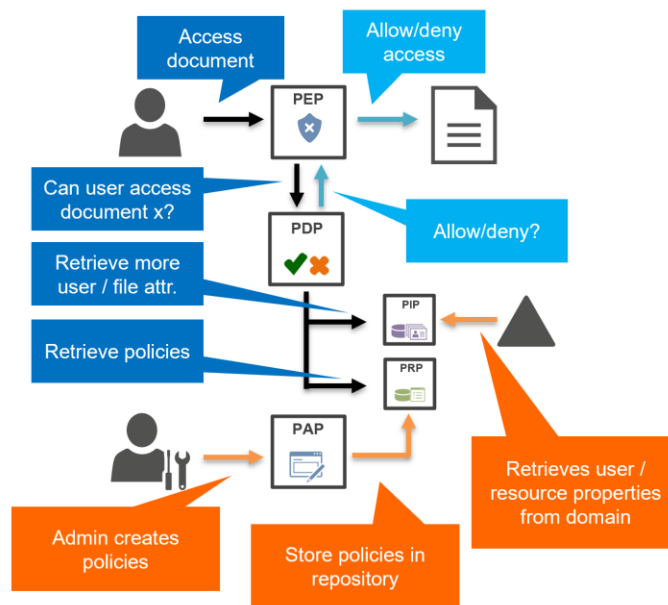 Access
document
Allow/deny
access
PEP
Can user access
document x?
PDP
Allow/deny?
Retrieve more
user / file attr.
PIP
Retrieve policies
PRP
PAP
Retrieves user /
resource properties
from domain
Admin creates
policies
Store policies in
repository